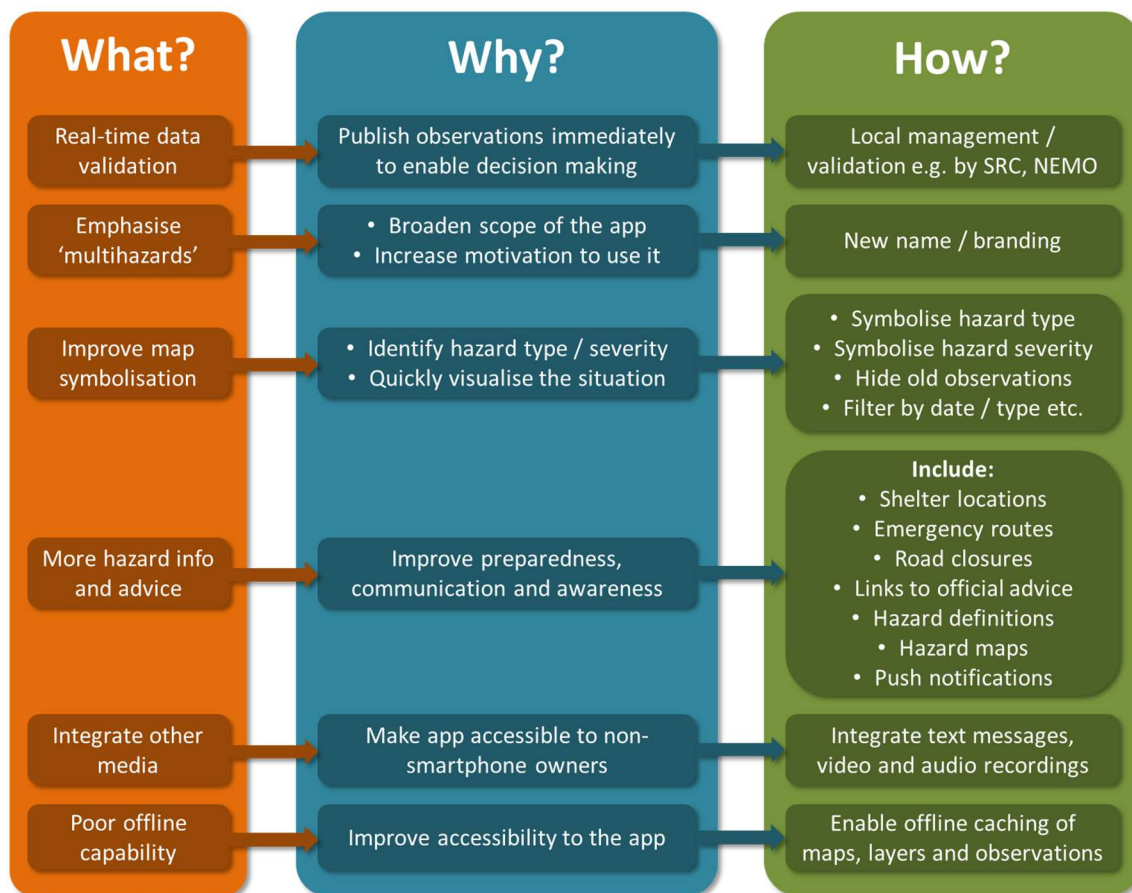 What?
Why?
How?
Real-time data
validation
Publish observations immediately
to enable decision making
Local management /
validation e.g. by SRC, NEMO
Emphasise
‘multihazards’
• Broaden scope of the app
• Increase motivation to use it
New name / branding
Improve map
symbolisation
• Identify hazard type / severity
• Quickly visualise the situation
• Symbolise hazard type
• Symbolise hazard severity
• Hide old observations
• Filter by date / type etc.
More hazard info
and advice
Improve preparedness,
communication and awareness
Include:
• Shelter locations
• Emergency routes
• Road closures
• Links to official advice
• Hazard definitions
• Hazard maps
• Push notifications
Integrate other
media
Make app accessible to non-
smartphone owners
Integrate text messages,
video and audio recordings
Poor offline
capability
Improve accessibility to the app
Enable offline caching of
maps, layers and observations